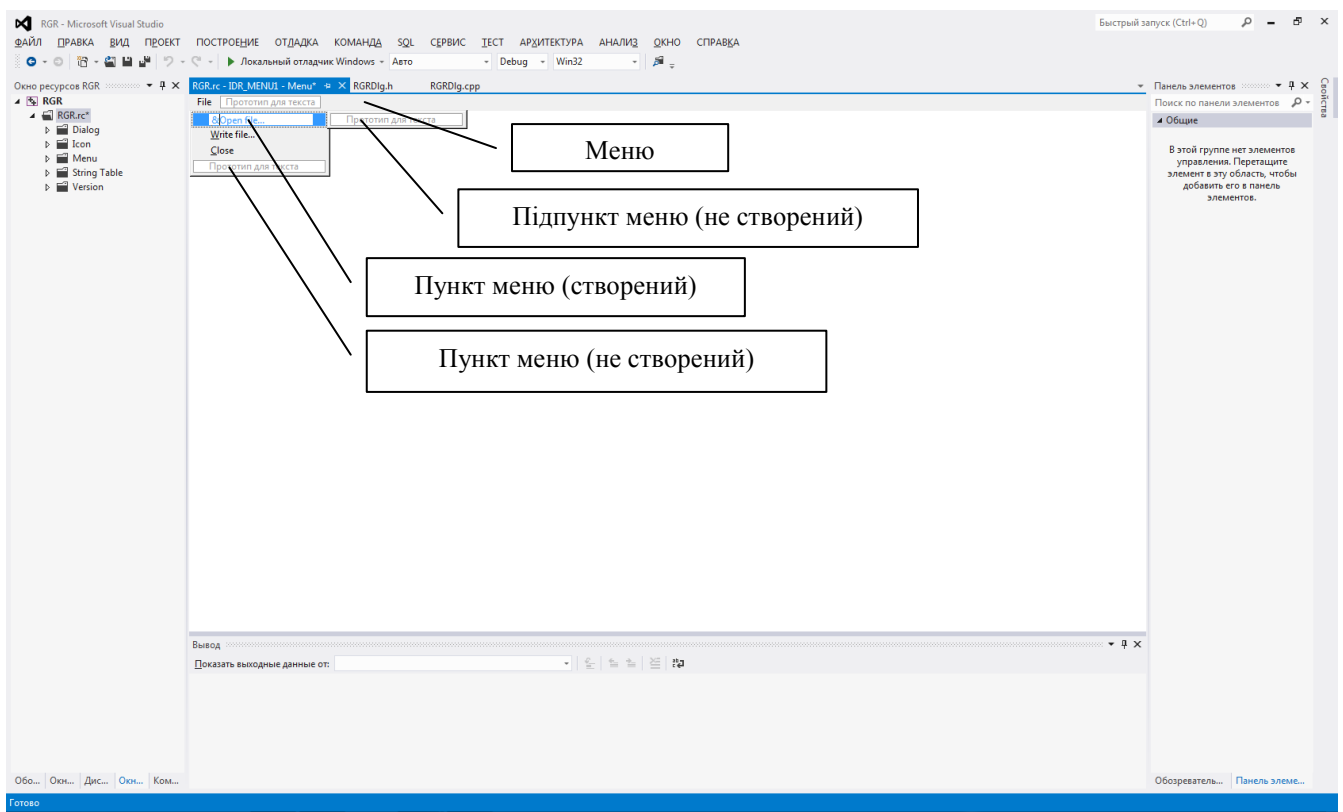 RGR - Microsoft Visual Studio
Быстрый запуск (Ctrl+Q)
ФАЙЛ ПРАВКА ВИД ПРОЕКТ ПОСТРОЕНИЕ ОТЛАДКА КОМАНДА SQL СЕРВИС ТЕСТ АРХИТЕКТУРА АНАЛИЗ ОКНО СПРАВКА
Локальный отладчик Windows Авто Debug Win32
Окно ресурсов RGR
RGR
RGR.rc*
Dialog
Icon
Menu
String Table
Version
RGR.rc - IDR_MENU1 - Menu* RGRDlg.h RGRDlg.cpp
File Прототип для текста
&Open file... Прототип для текста
Write file...
Close
Прототип для текста
Меню
Підпункт меню (не створений)
Пункт меню (створений)
Пункт меню (не створений)
Панель элементов
Поиск по панели элементов
Общие
В этой группе нет элементов
управления. Перетащите
элемент в эту область, чтобы
добавить его в панель
элементов.
Свойства
Вывод
Показать выходные данные от:
Обо... Окн... Дис... Окн... Ком...
Обозреватель... Панель элеме...
Готово